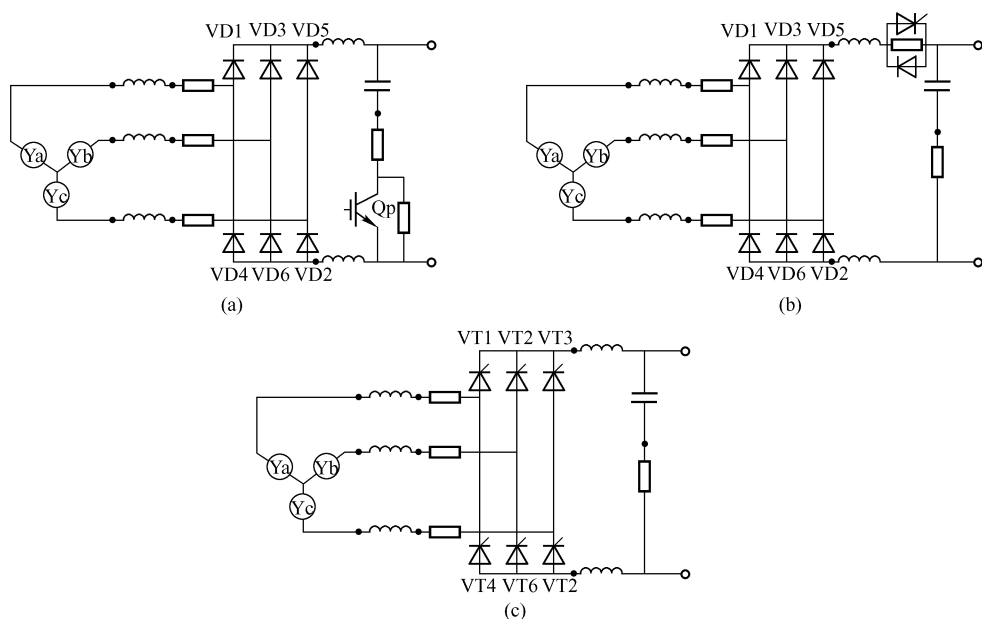 VD1 VD3 VD5
Ya Yb
Yc
Qp
VD4 VD6 VD2
(a)
VD1 VD3 VD5
Ya Yb
Yc
VD4 VD6 VD2
(b)
VT1 VT2 VT3
Ya Yb
Yc
VT4 VT6 VT2
(c)